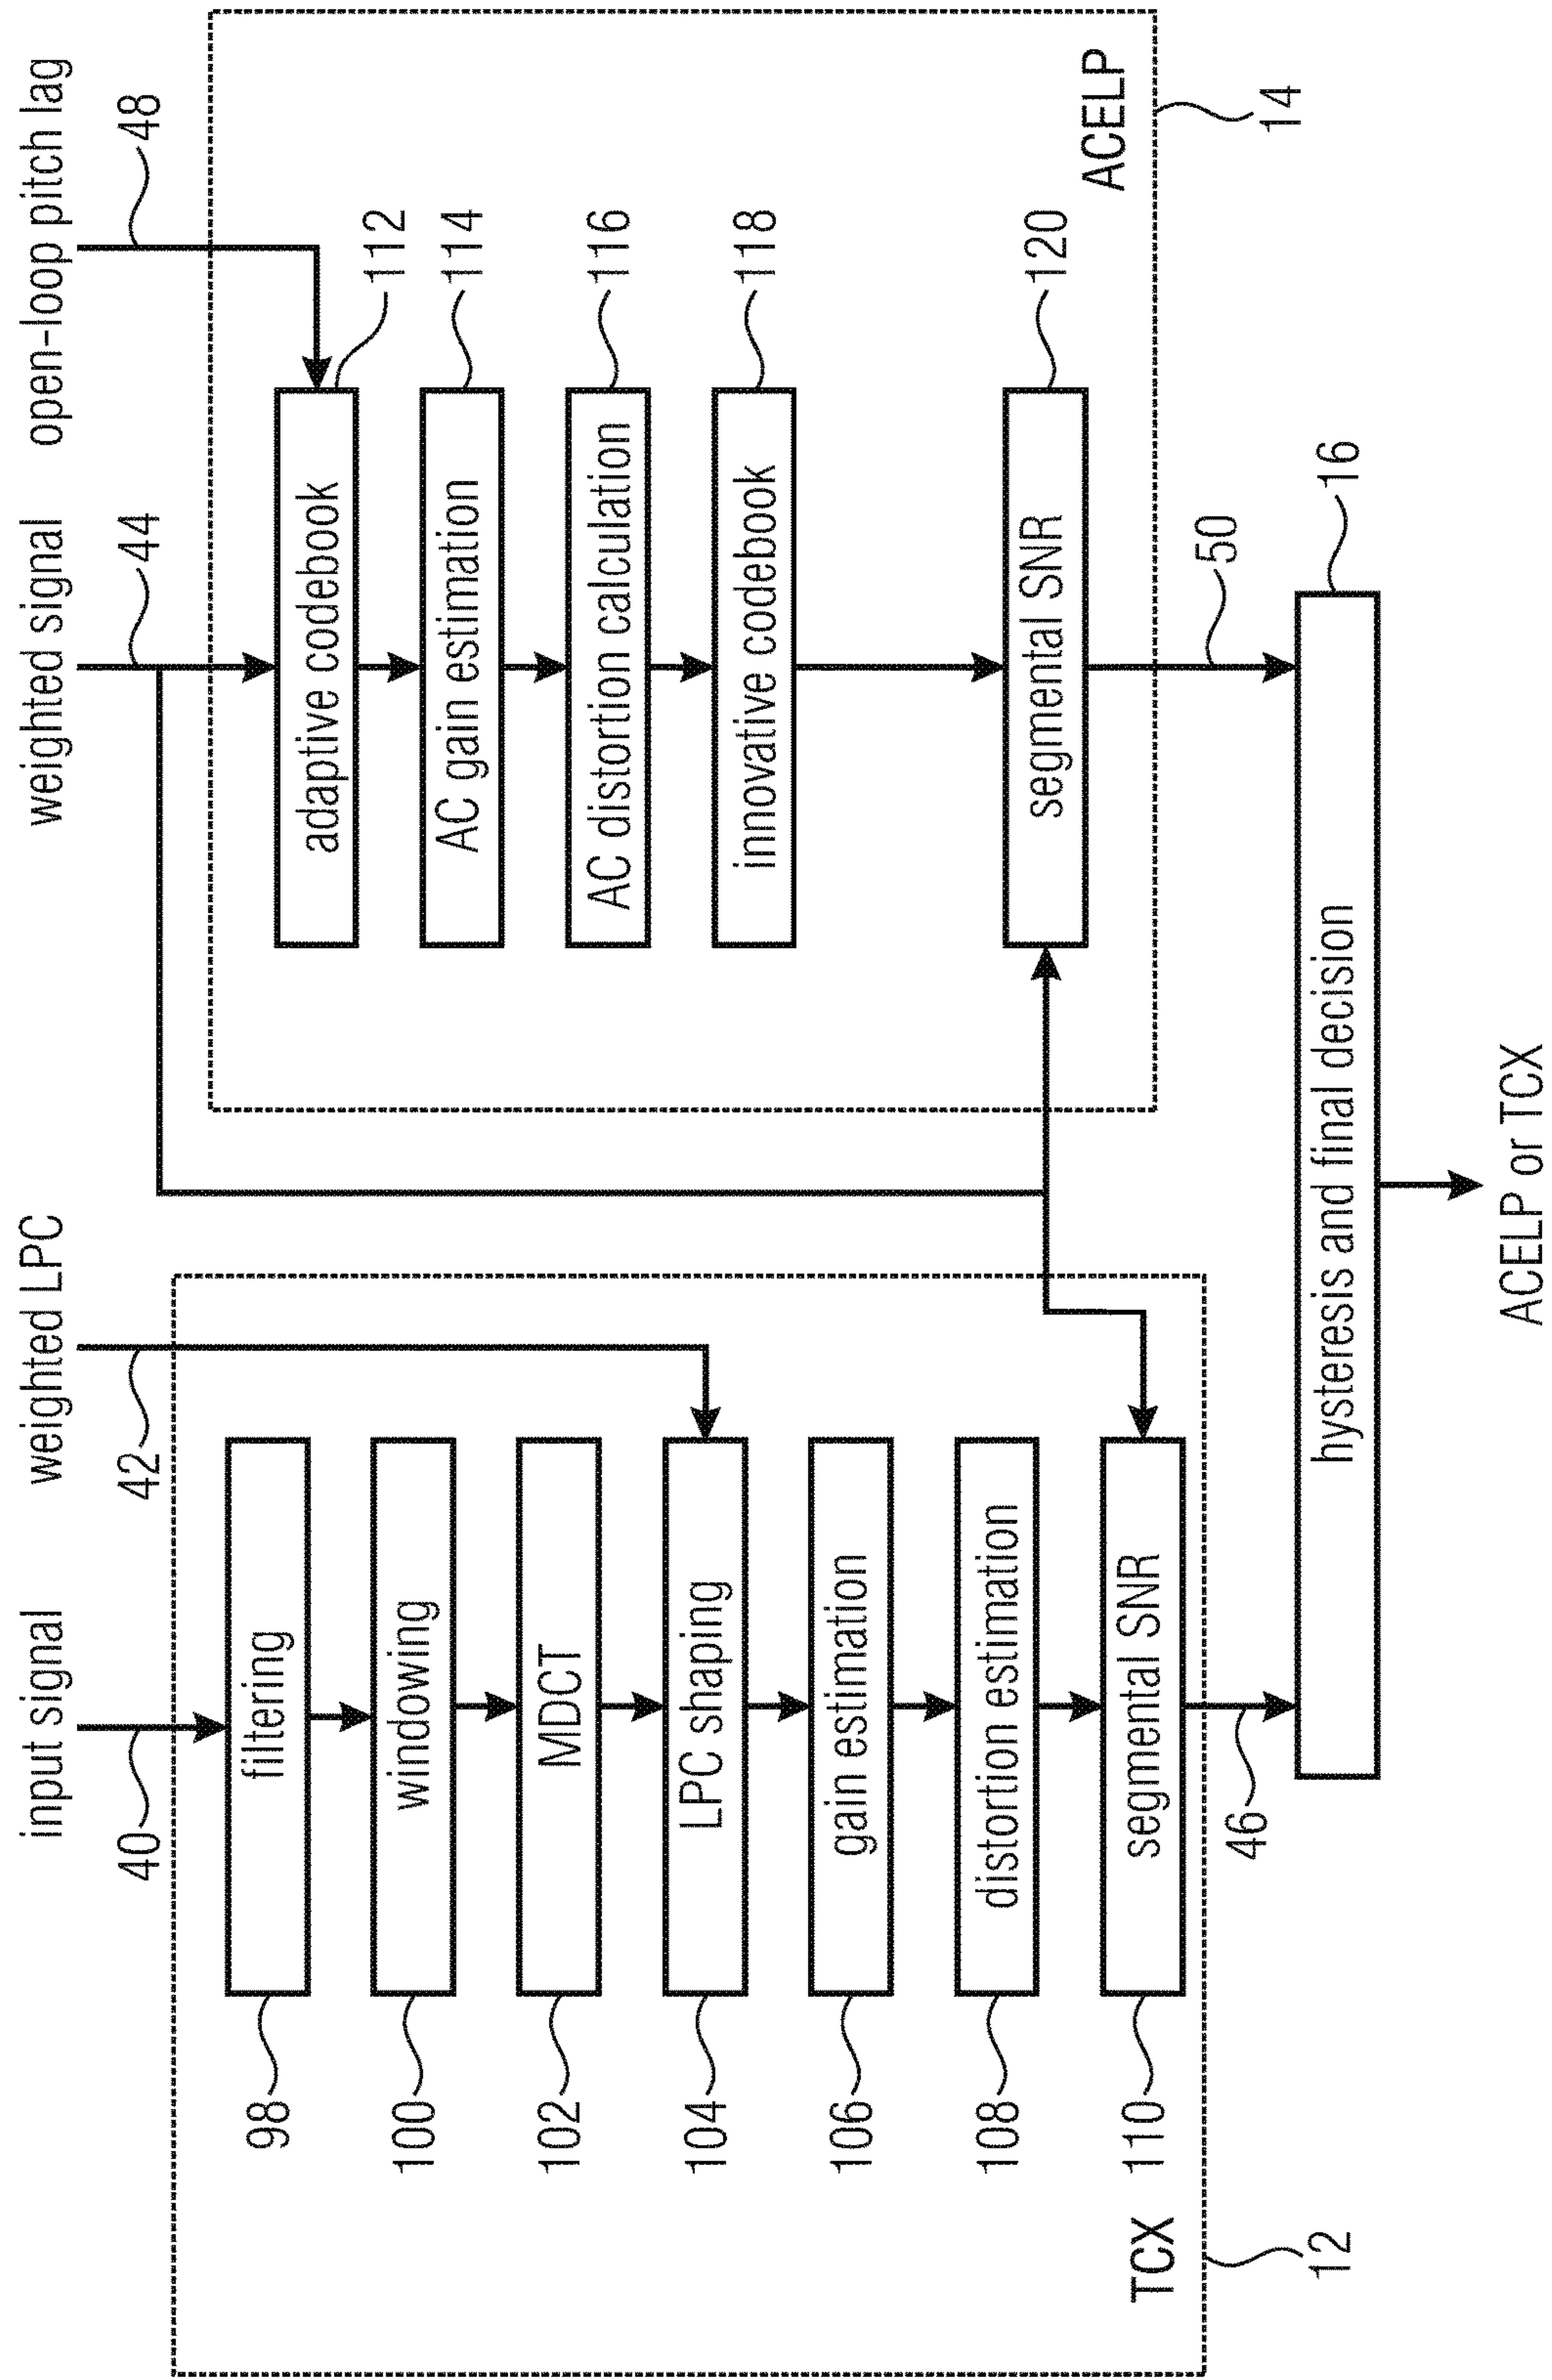 input signal
weighted LPC
weighted signal
open-loop pitch lag
40
42
44
48
98
filtering
100
windowing
102
MDCT
104
LPC shaping
106
gain estimation
108
distortion estimation
110
segmental SNR
TCX
12
46
adaptive codebook
112
AC gain estimation
114
AC distortion calculation
116
innovative codebook
118
segmental SNR
120
ACELP
14
50
hysteresis and final decision
16
ACELP or TCX